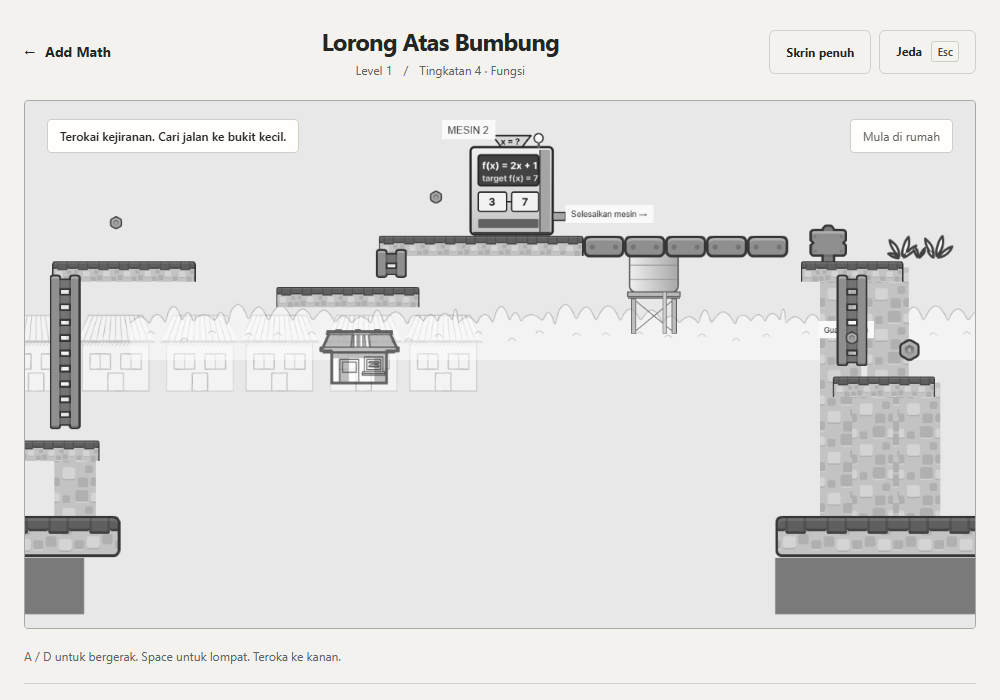 ← Add Math
Lorong Atas Bumbung
Level 1 / Tingkatan 4 · Fungsi
Skrin penuh
Jeda Esc
Terokai kejiranan. Cari jalan ke bukit kecil.
Mula di rumah
MESIN 2
x = ?
f(x) = 2x + 1
target f(x) = 7
3 7
Selesaikan mesin →
A / D untuk bergerak. Space untuk lompat. Teroka ke kanan.